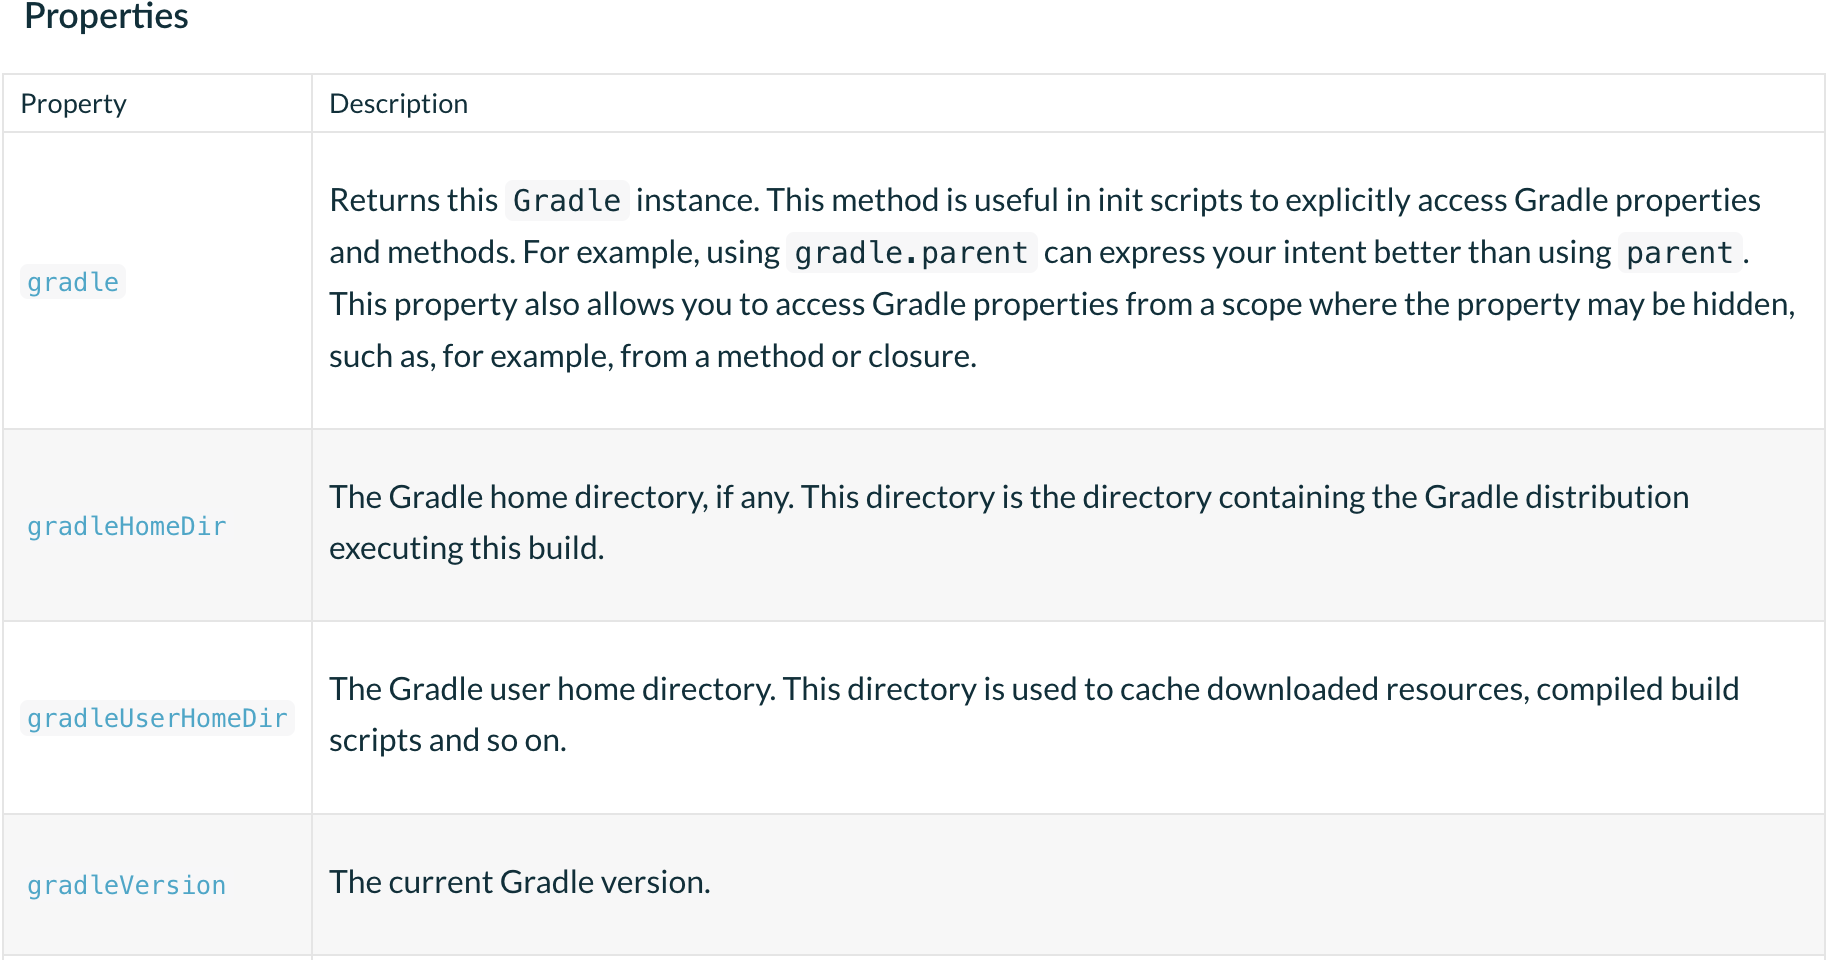 Properties
Property
Description
gradle
Returns this Gradle instance. This method is useful in init scripts to explicitly access Gradle properties
and methods. For example, using gradle.parent can express your intent better than using parent.
This property also allows you to access Gradle properties from a scope where the property may be hidden,
such as, for example, from a method or closure.
gradleHomeDir
The Gradle home directory, if any. This directory is the directory containing the Gradle distribution
executing this build.
gradleUserHomeDir
The Gradle user home directory. This directory is used to cache downloaded resources, compiled build
scripts and so on.
gradleVersion
The current Gradle version.